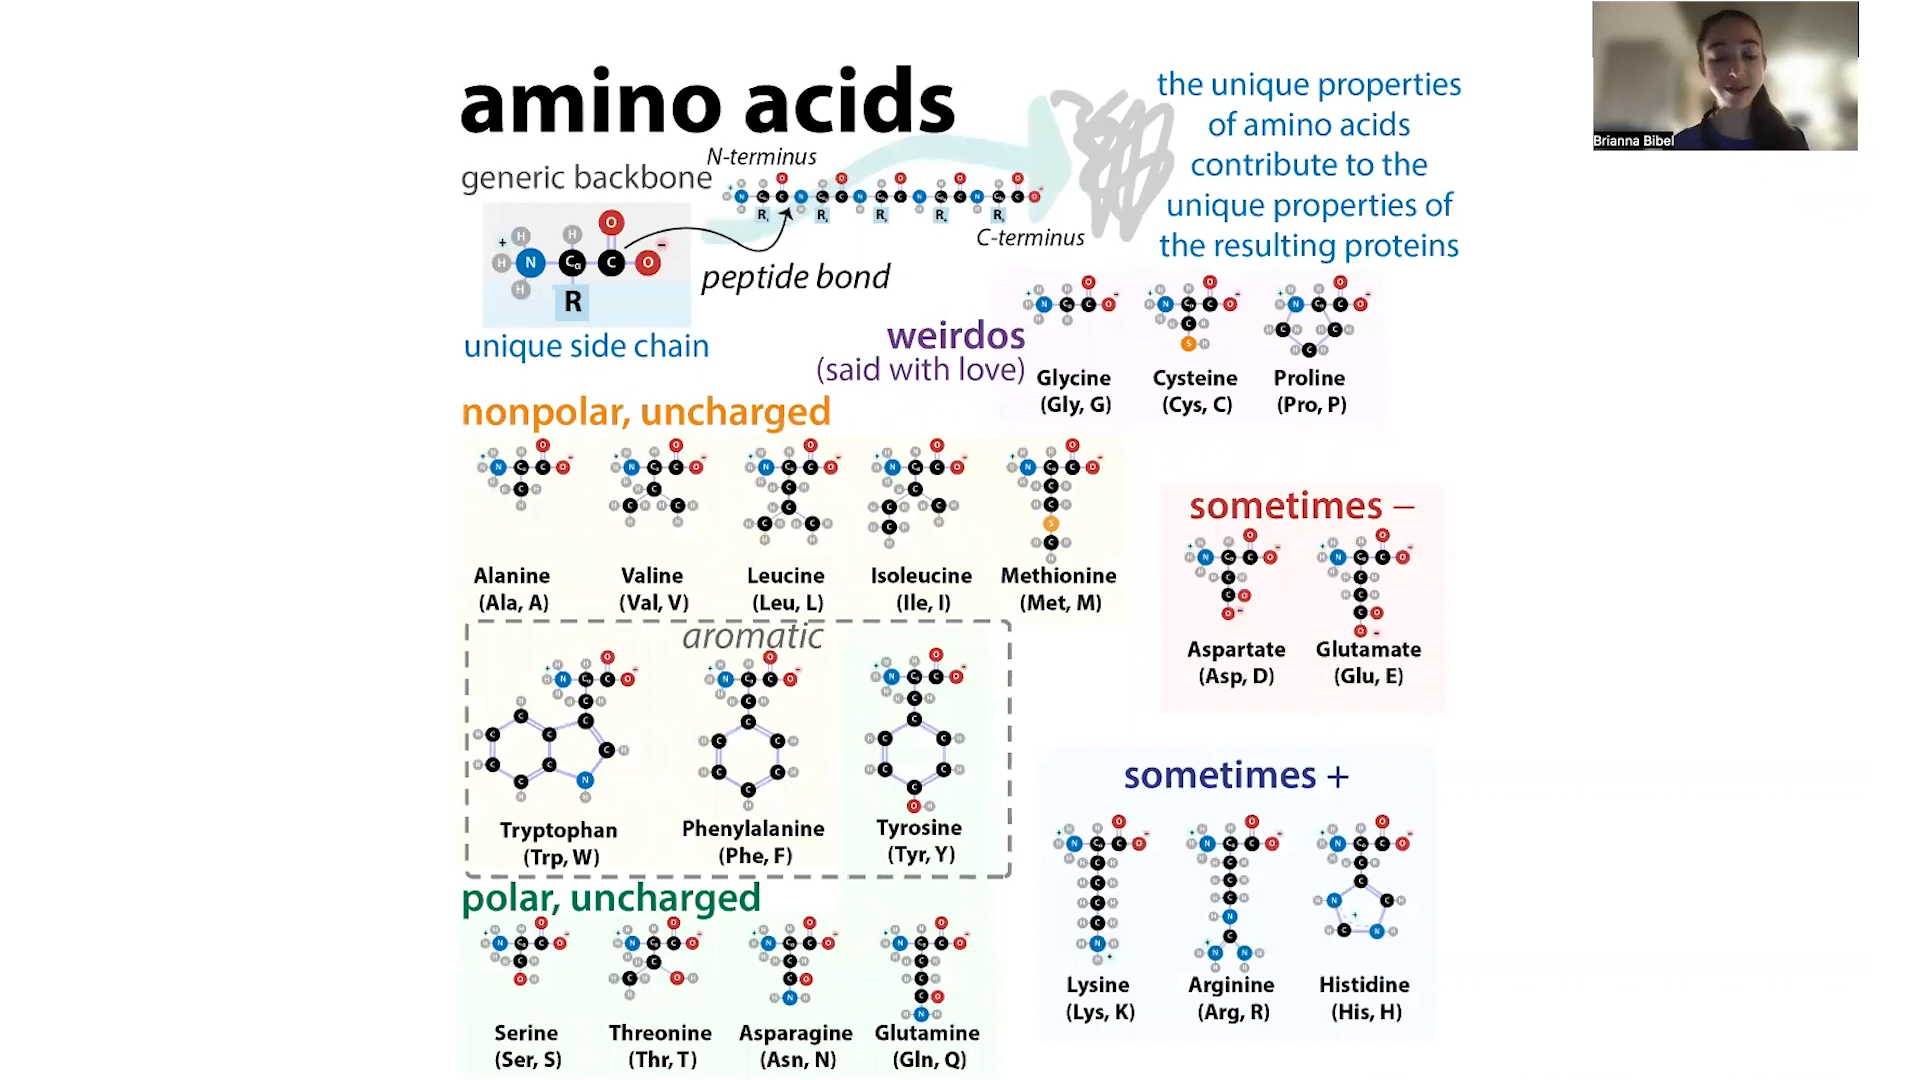 amino acids
generic backbone
N-terminus
C-terminus
peptide bond
R
unique side chain
the unique properties
of amino acids
contribute to the
unique properties of
the resulting proteins
Brianna Bibel
weirdos
(said with love)
Glycine
(Gly, G)
Cysteine
(Cys, C)
Proline
(Pro, P)
nonpolar, uncharged
Alanine
(Ala, A)
Valine
(Val, V)
Leucine
(Leu, L)
Isoleucine
(Ile, I)
Methionine
(Met, M)
aromatic
Tryptophan
(Trp, W)
Phenylalanine
(Phe, F)
Tyrosine
(Tyr, Y)
polar, uncharged
Serine
(Ser, S)
Threonine
(Thr, T)
Asparagine
(Asn, N)
Glutamine
(Gln, Q)
sometimes −
Aspartate
(Asp, D)
Glutamate
(Glu, E)
sometimes +
Lysine
(Lys, K)
Arginine
(Arg, R)
Histidine
(His, H)